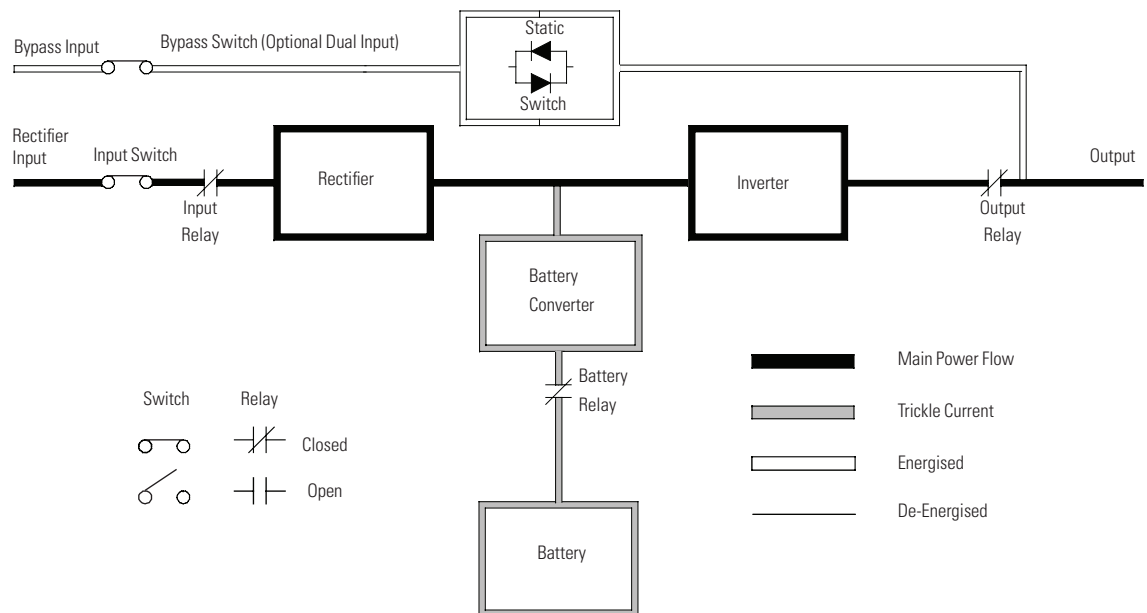 Static
Bypass Input
Bypass Switch (Optional Dual Input)
Switch
Rectifier
Input
Input Switch
Output
Rectifier
Inverter
Input
Relay
Output
Relay
Battery
Converter
Battery
Relay
Main Power Flow
Switch
Relay
Trickle Current
Closed
Energised
Open
De-Energised
Battery